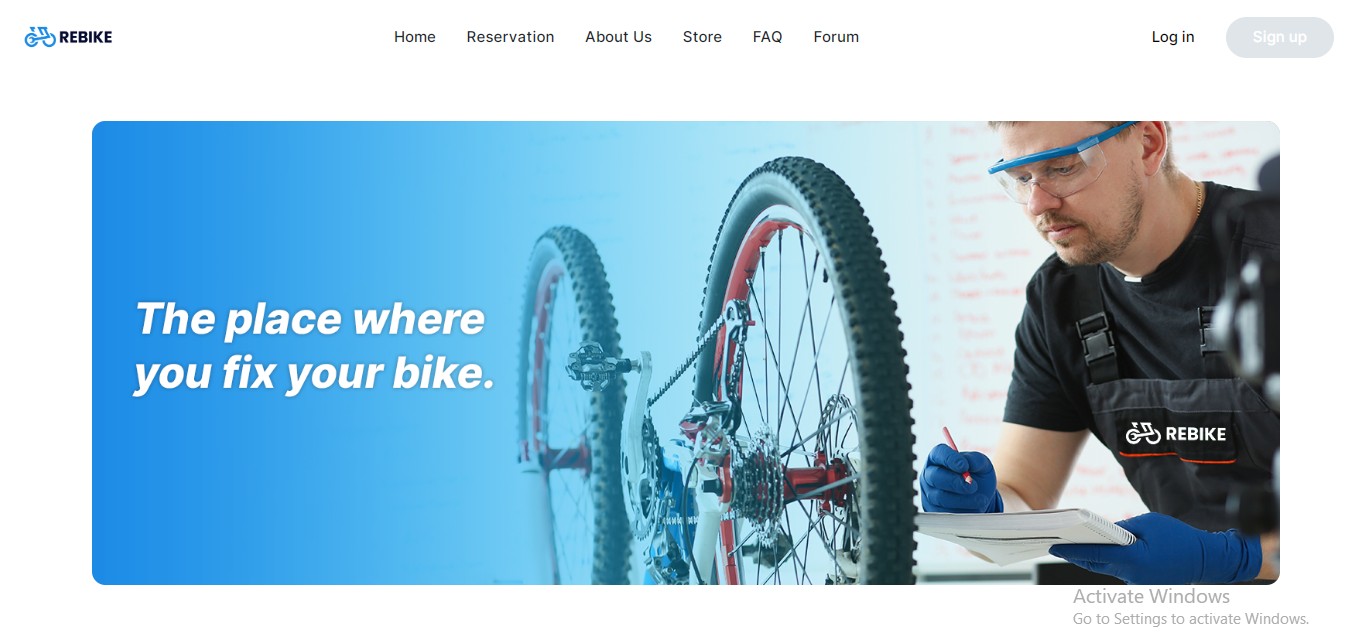 REBIKE
Home
Reservation
About Us
Store
FAQ
Forum
Log in
Sign up
The place where
you fix your bike.
REBIKE
Activate Windows
Go to Settings to activate Windows.